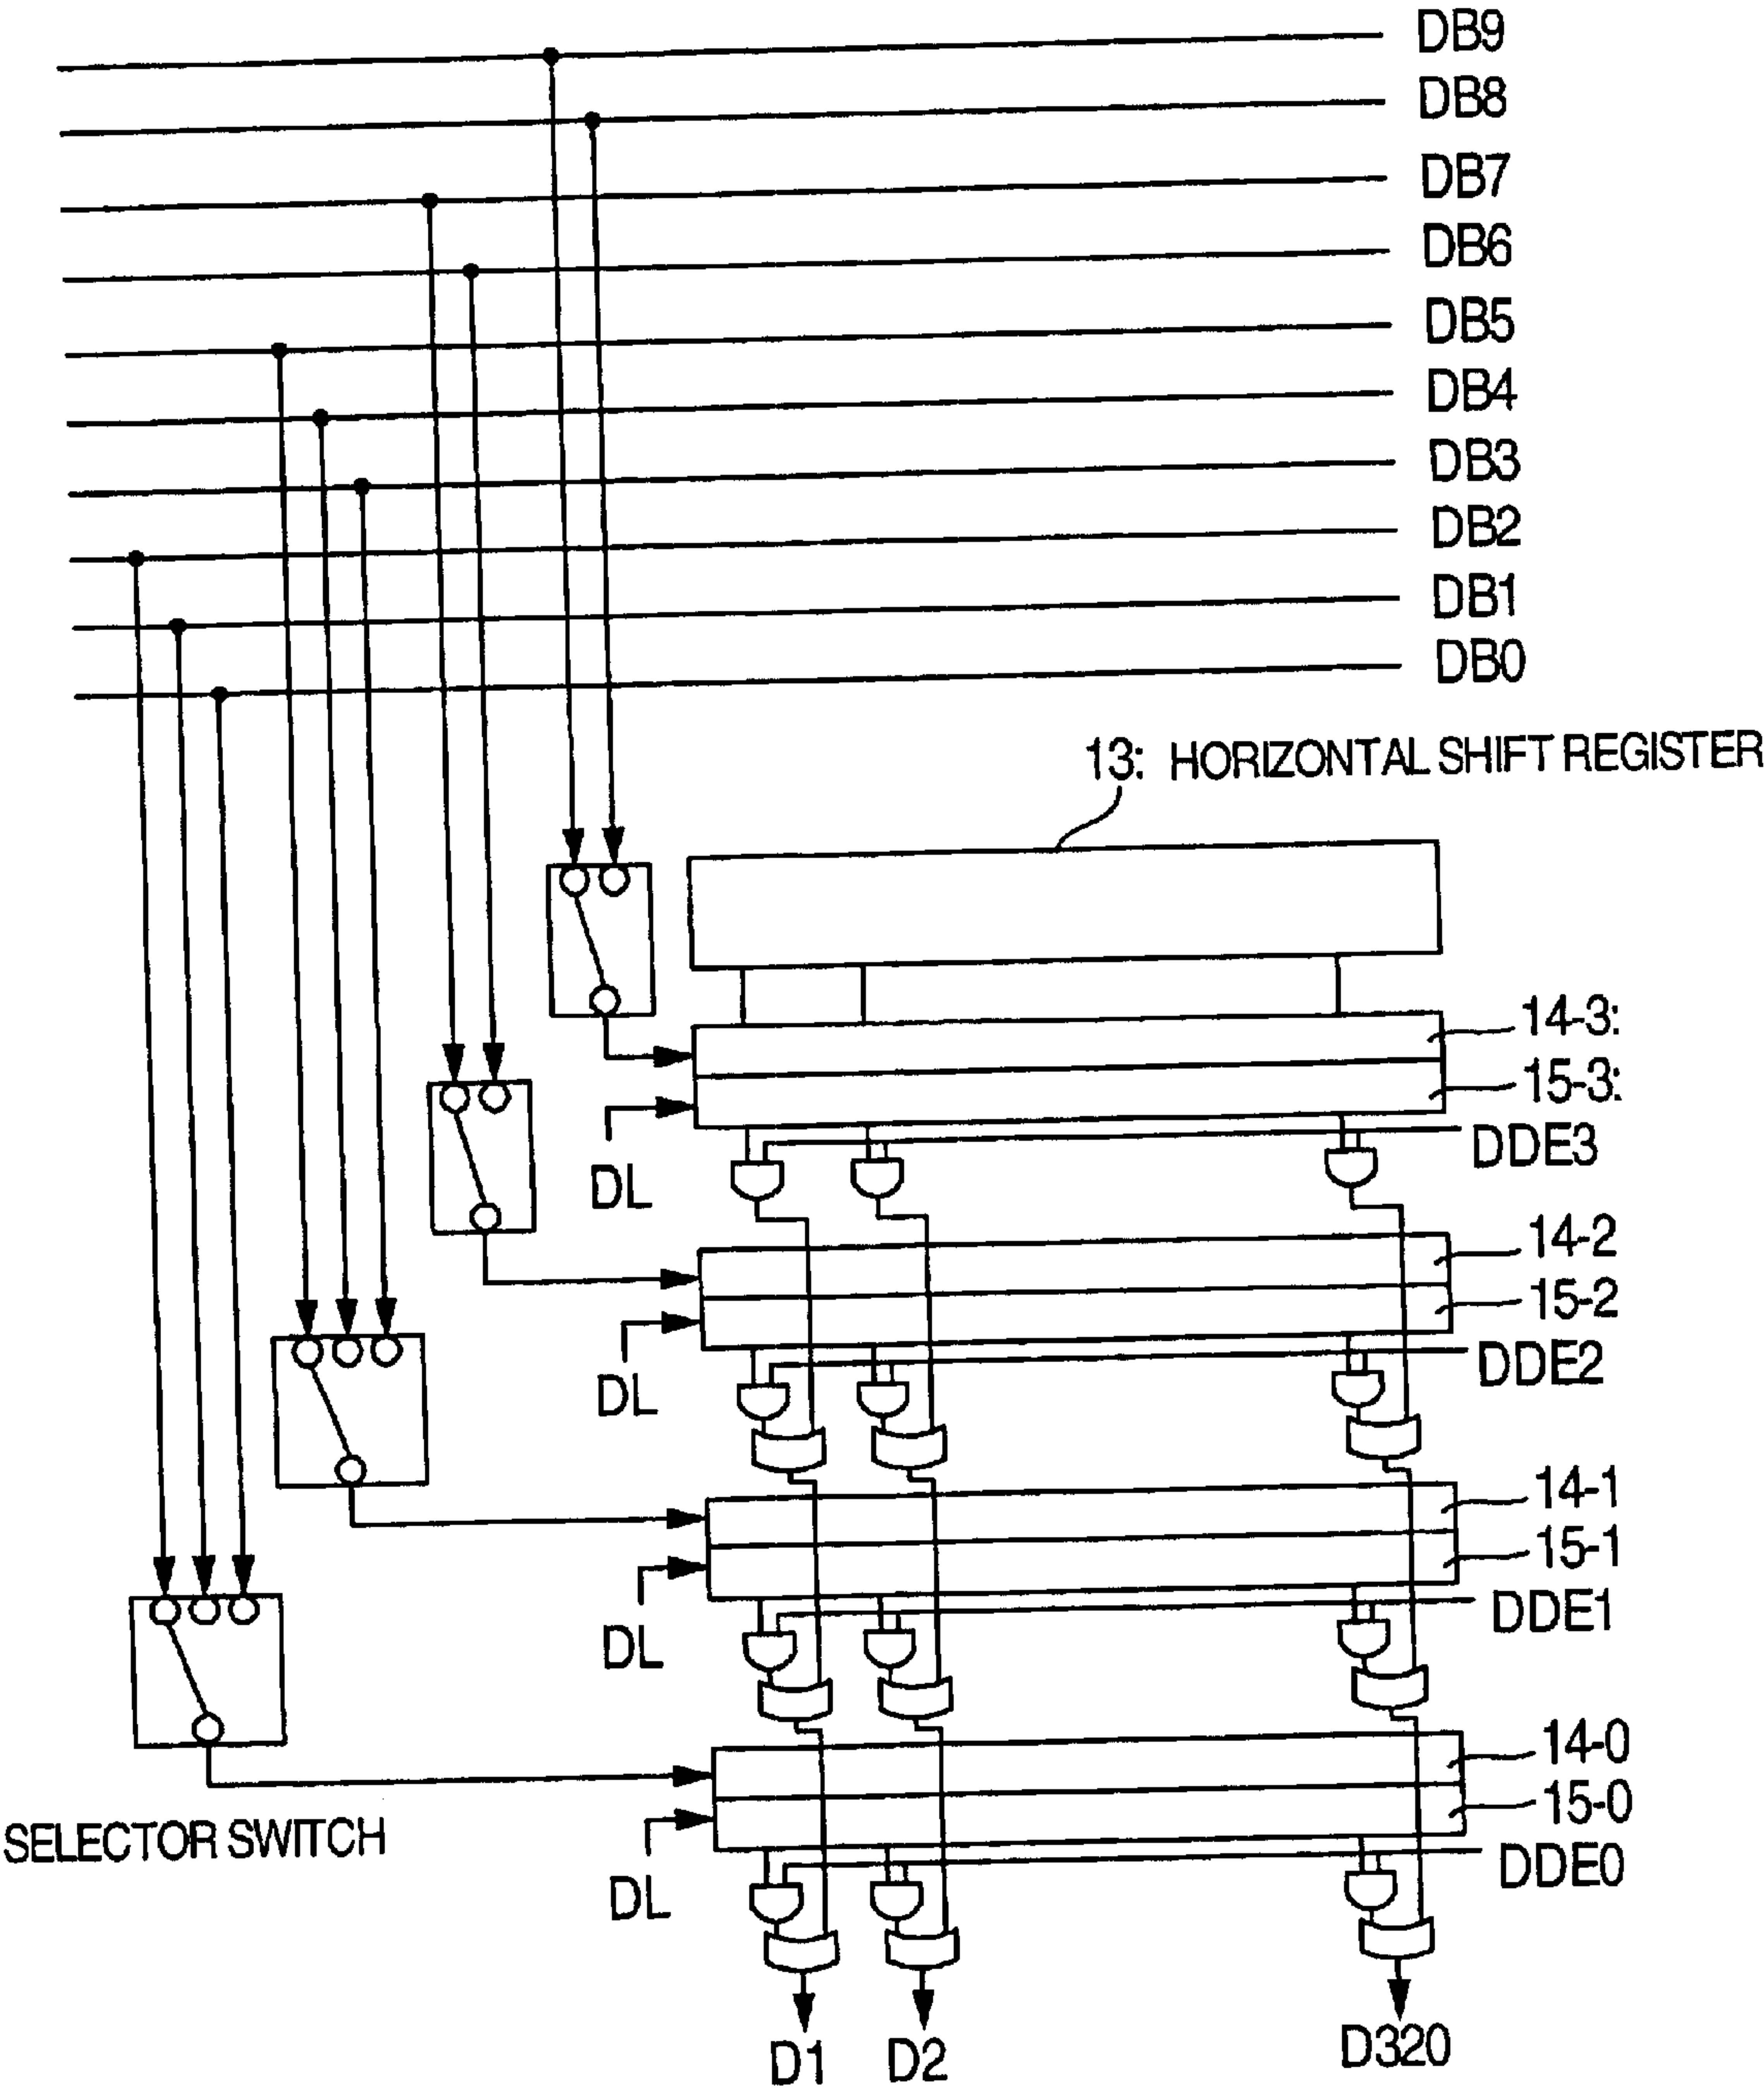 DB9
DB8
DB7
DB6
DB5
DB4
DB3
DB2
DB1
DB0
13: HORIZONTAL SHIFT REGISTER
14-3:
15-3:
DDE3
DL
14-2
15-2
DDE2
DL
14-1
15-1
DDE1
DL
14-0
15-0
SELECTOR SWITCH
DDE0
DL
D1
D2
D320